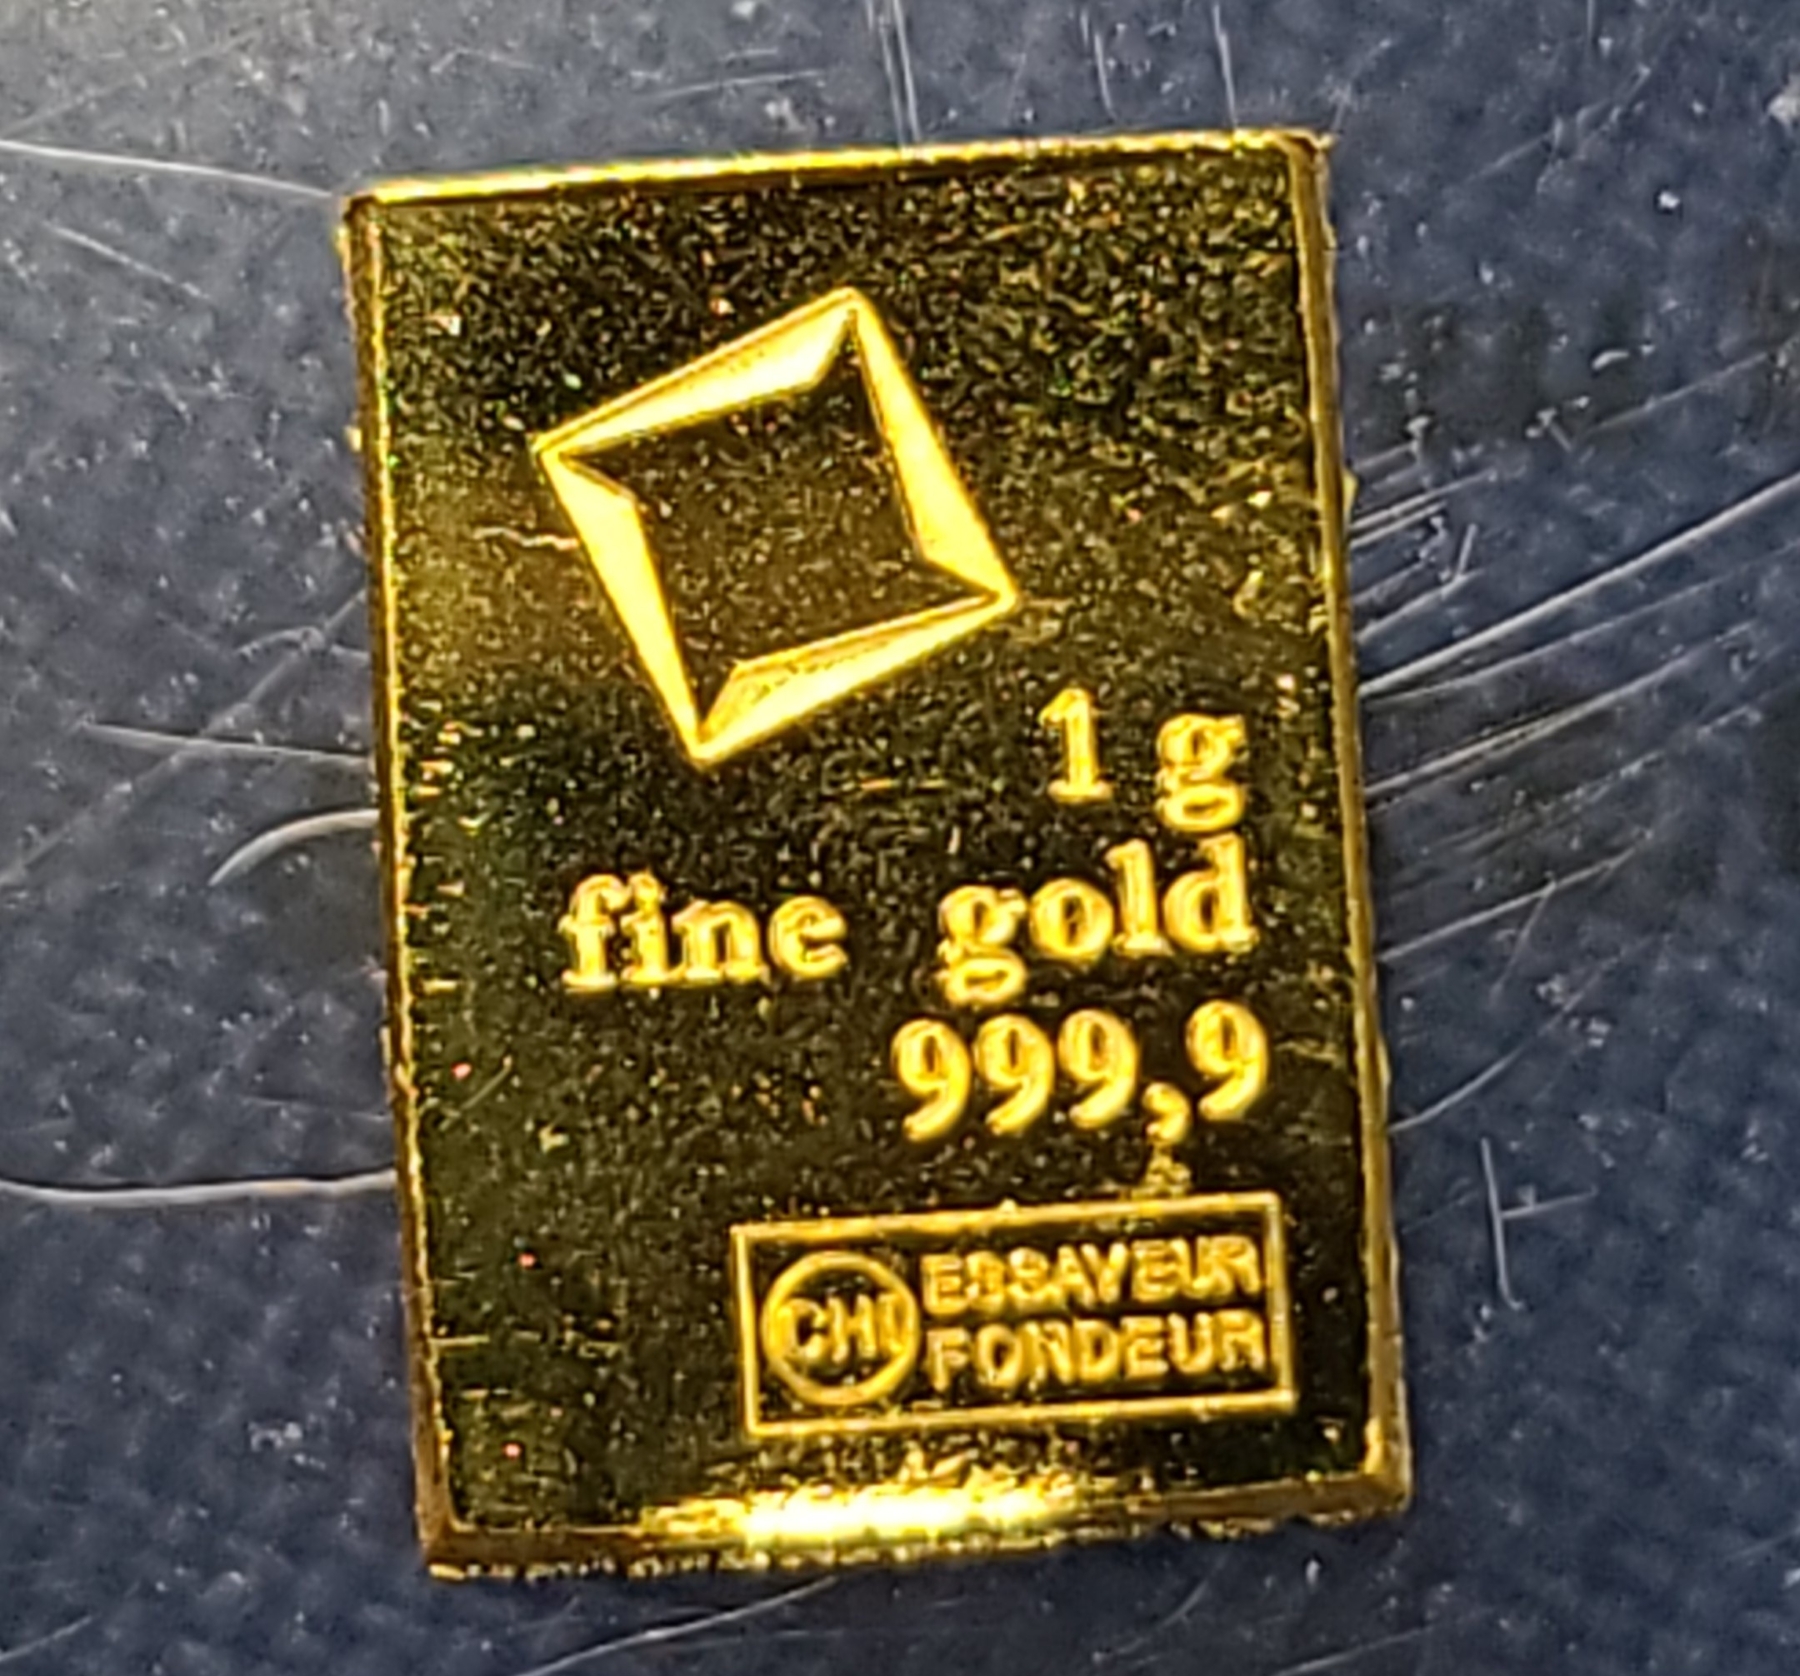 1 g
fine gold
999,9
CHI ESSAYEUR
FONDEUR